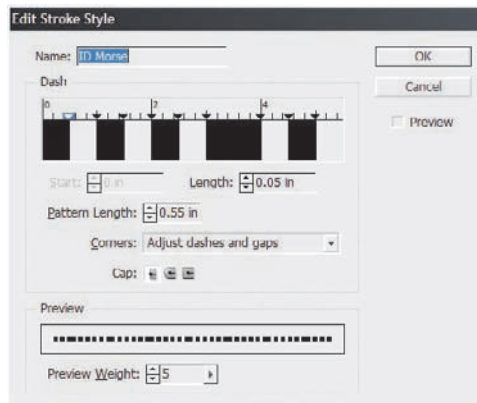 Edit Stroke Style
Name: ID Morse
OK
Dash
Cancel
0 2 4
Preview
Start: 0 in Length: 0.05 in
Pattern Length: 0.55 in
Corners: Adjust dashes and gaps
Cap:
Preview
Preview Weight: 5